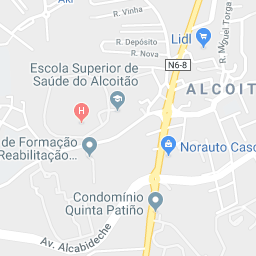 Aki
R. Vinha
R. Depósito
R. Nova
Lidl
N6-8
R. Miguel Torga
Escola Superior de
Saúde do Alcoitão
ALCOIT
H
de Formação
Reabilitação...
Norauto Casc
Condomínio
Quinta Patiño
Av. Alcabideche